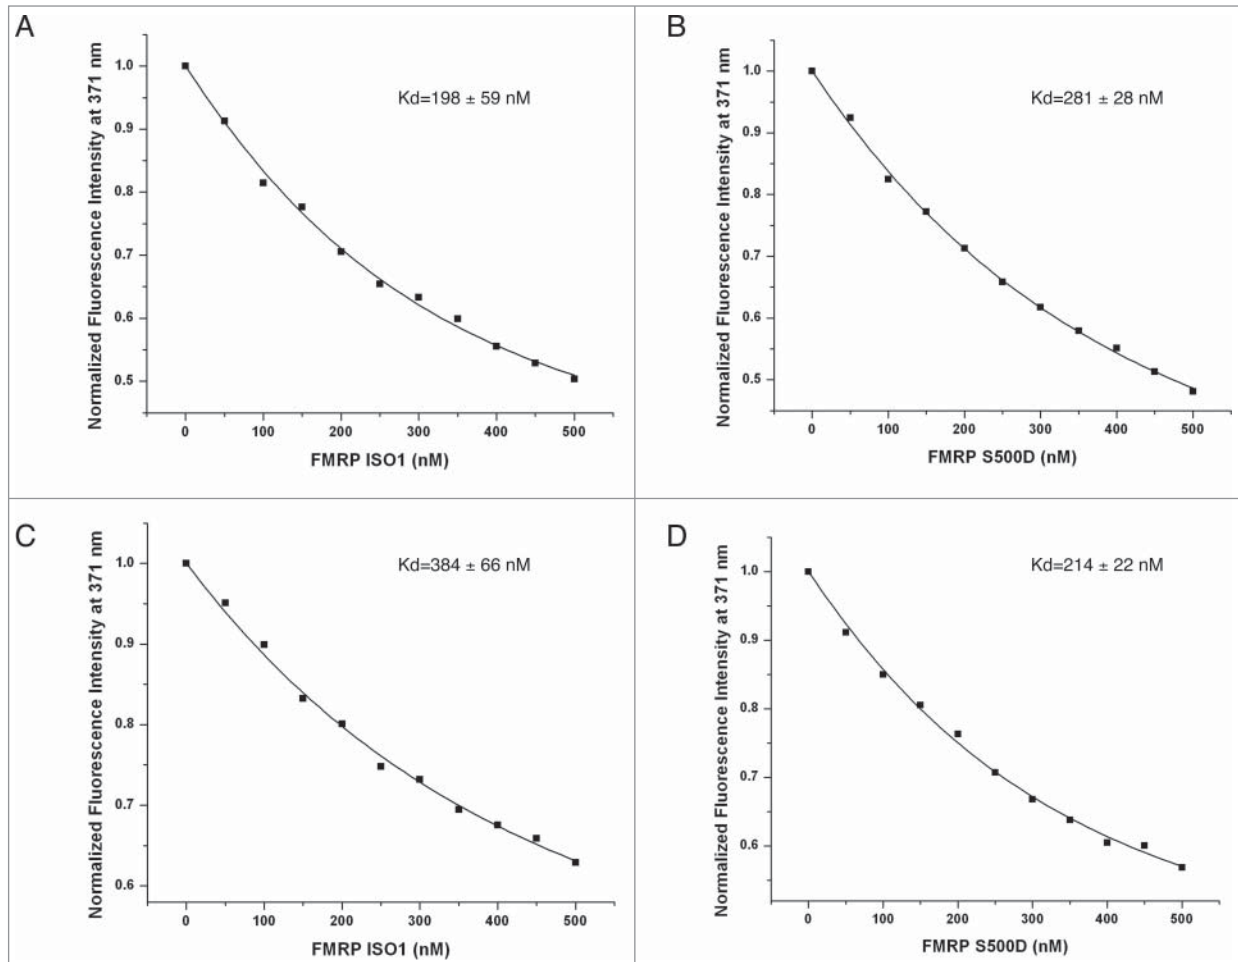 A
Normalized Fluorescence Intensity at 371 nm
1.0
0.9
0.8
0.7
0.6
0.5
Kd=198 ± 59 nM
0 100 200 300 400 500
FMRP ISO1 (nM)
B
Normalized Fluorescence Intensity at 371 nm
1.0
0.9
0.8
0.7
0.6
0.5
Kd=281 ± 28 nM
0 100 200 300 400 500
FMRP S500D (nM)
C
Normalized Fluorescence Intensity at 371 nm
1.0
0.9
0.8
0.7
0.6
Kd=384 ± 66 nM
0 100 200 300 400 500
FMRP ISO1 (nM)
D
Normalized Fluorescence Intensity at 371 nm
1.0
0.9
0.8
0.7
0.6
Kd=214 ± 22 nM
0 100 200 300 400 500
FMRP S500D (nM)